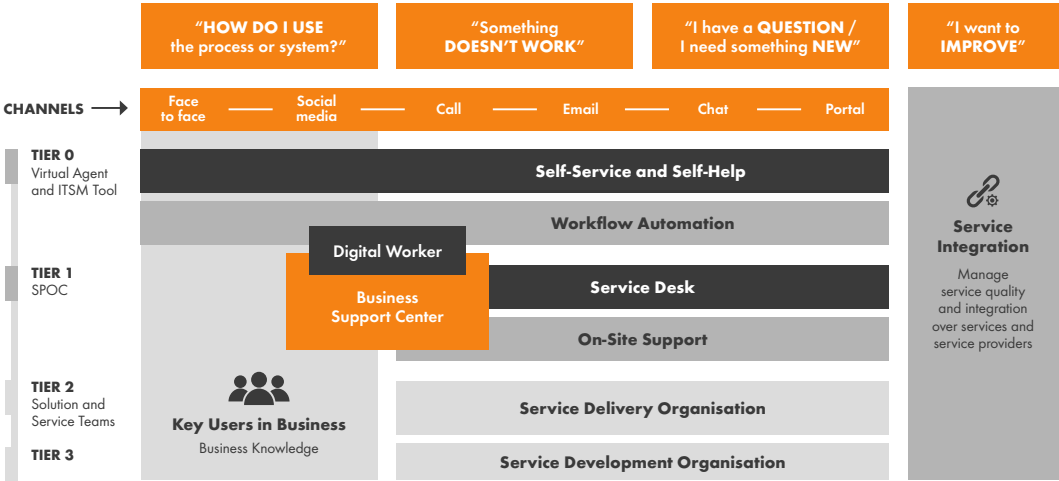 “HOW DO I USE
the process or system?”
“Something
DOESN’T WORK”
“I have a QUESTION /
I need something NEW”
“I want to
IMPROVE”
CHANNELS
Face
to face
Social
media
Call
Email
Chat
Portal
TIER 0
Virtual Agent
and ITSM Tool
Self-Service and Self-Help
Workflow Automation
Digital Worker
TIER 1
SPOC
Business
Support Center
Service Desk
On-Site Support
TIER 2
Solution and
Service Teams
Key Users in Business
Business Knowledge
Service Delivery Organisation
TIER 3
Service Development Organisation
Service
Integration
Manage
service quality
and integration
over services and
service providers